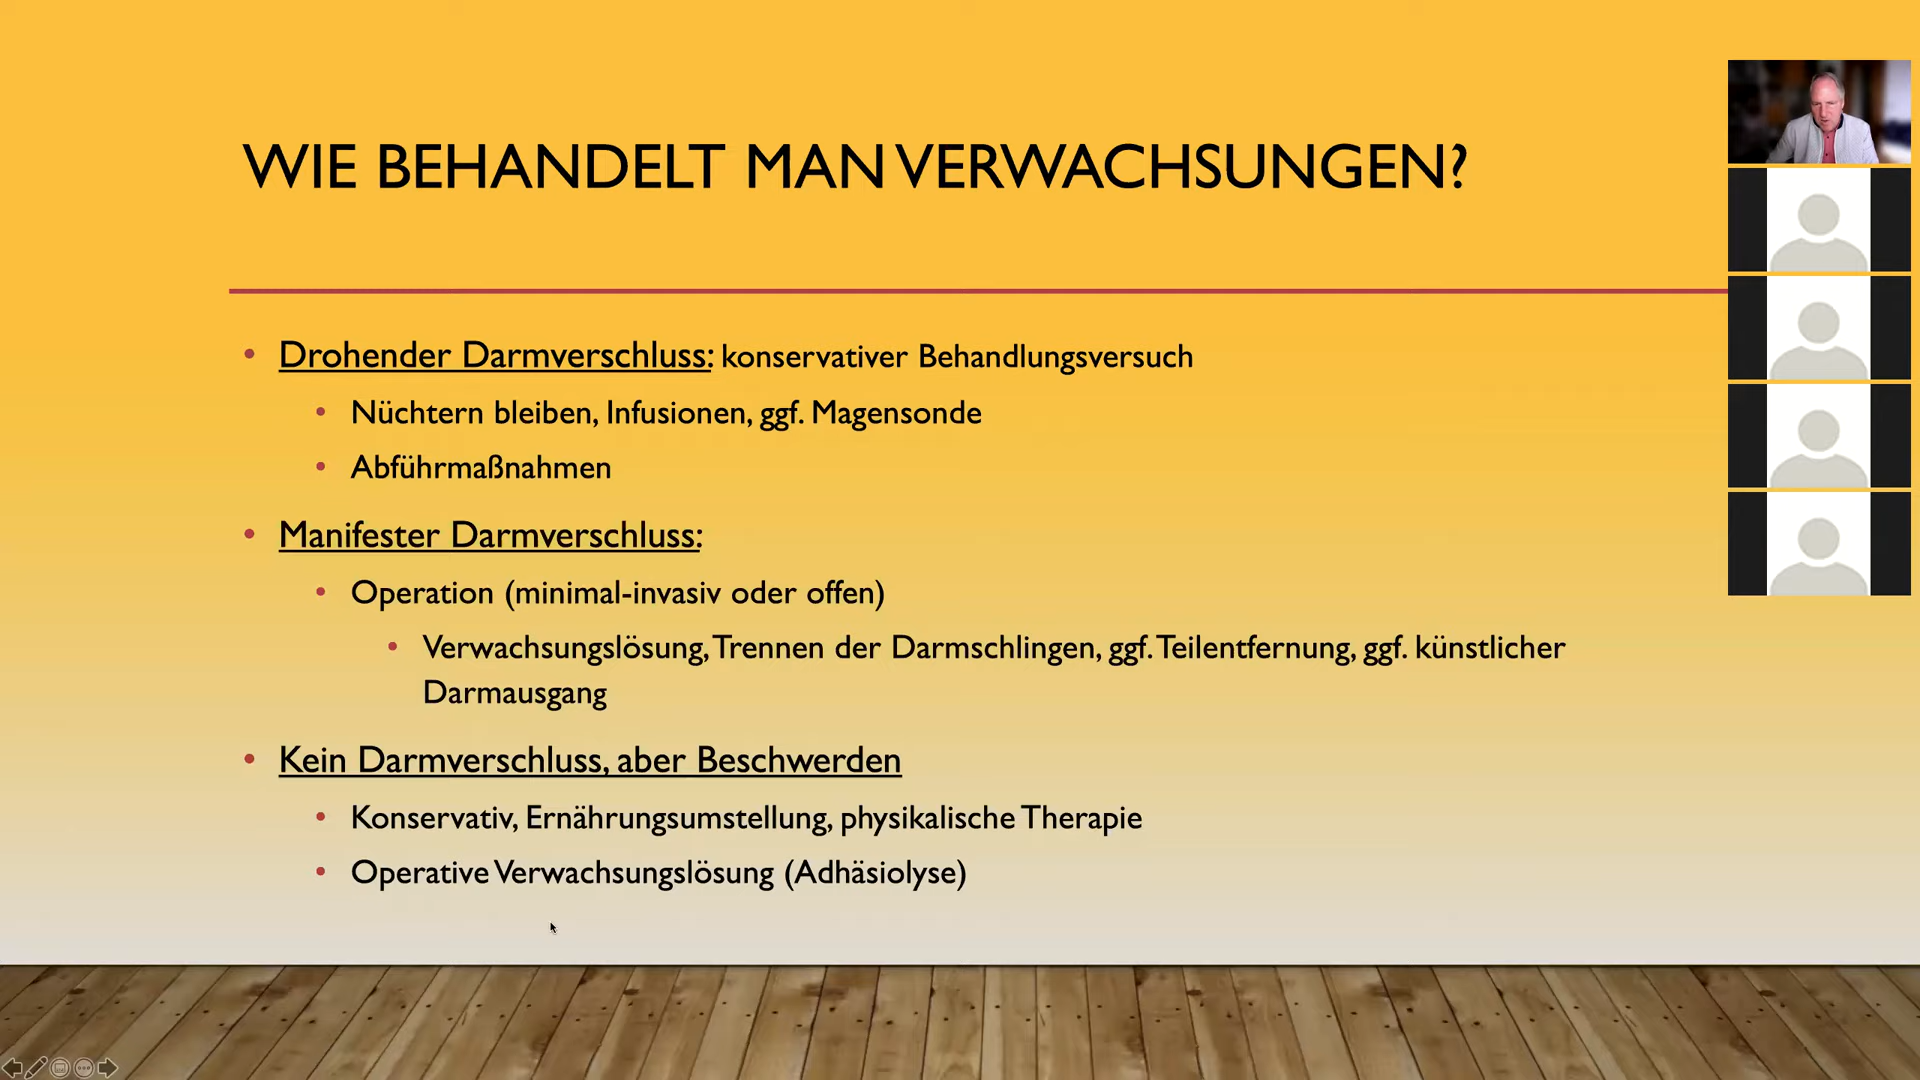 WIE BEHANDELT MAN VERWACHSUNGEN?
• Drohender Darmverschluss: konservativer Behandlungsversuch
• Nüchtern bleiben, Infusionen, ggf. Magensonde
• Abführmaßnahmen
• Manifester Darmverschluss:
• Operation (minimal-invasiv oder offen)
• Verwachsungslösung, Trennen der Darmschlingen, ggf. Teilentfernung, ggf. künstlicher
Darmausgang
• Kein Darmverschluss, aber Beschwerden
• Konservativ, Ernährungsumstellung, physikalische Therapie
• Operative Verwachsungslösung (Adhäsiolyse)